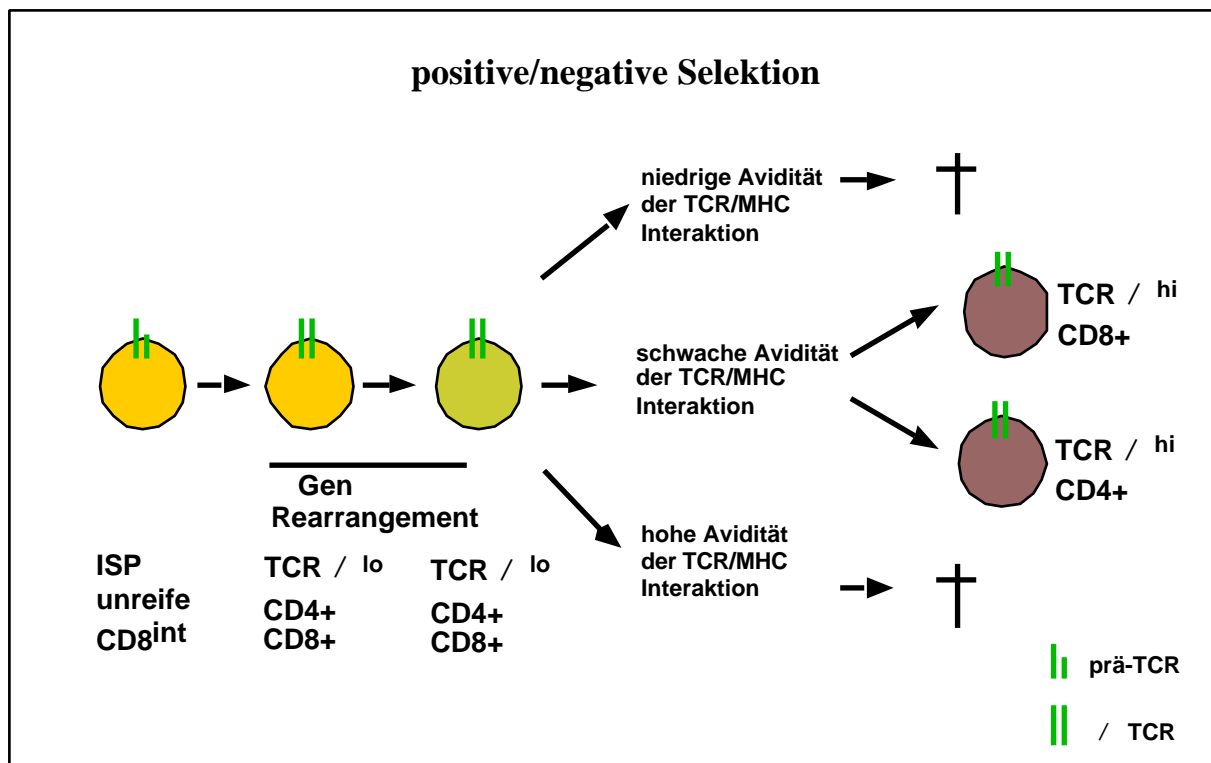 positive/negative Selektion
niedrige Avidität
der TCR/MHC
Interaktion
TCR / hi
CD8+
schwache Avidität
der TCR/MHC
Interaktion
TCR / hi
CD4+
Gen
Rearrangement
hohe Avidität
der TCR/MHC
Interaktion
ISP
unreife
CD8int
TCR / lo
CD4+
CD8+
TCR / lo
CD4+
CD8+
prä-TCR
/ TCR